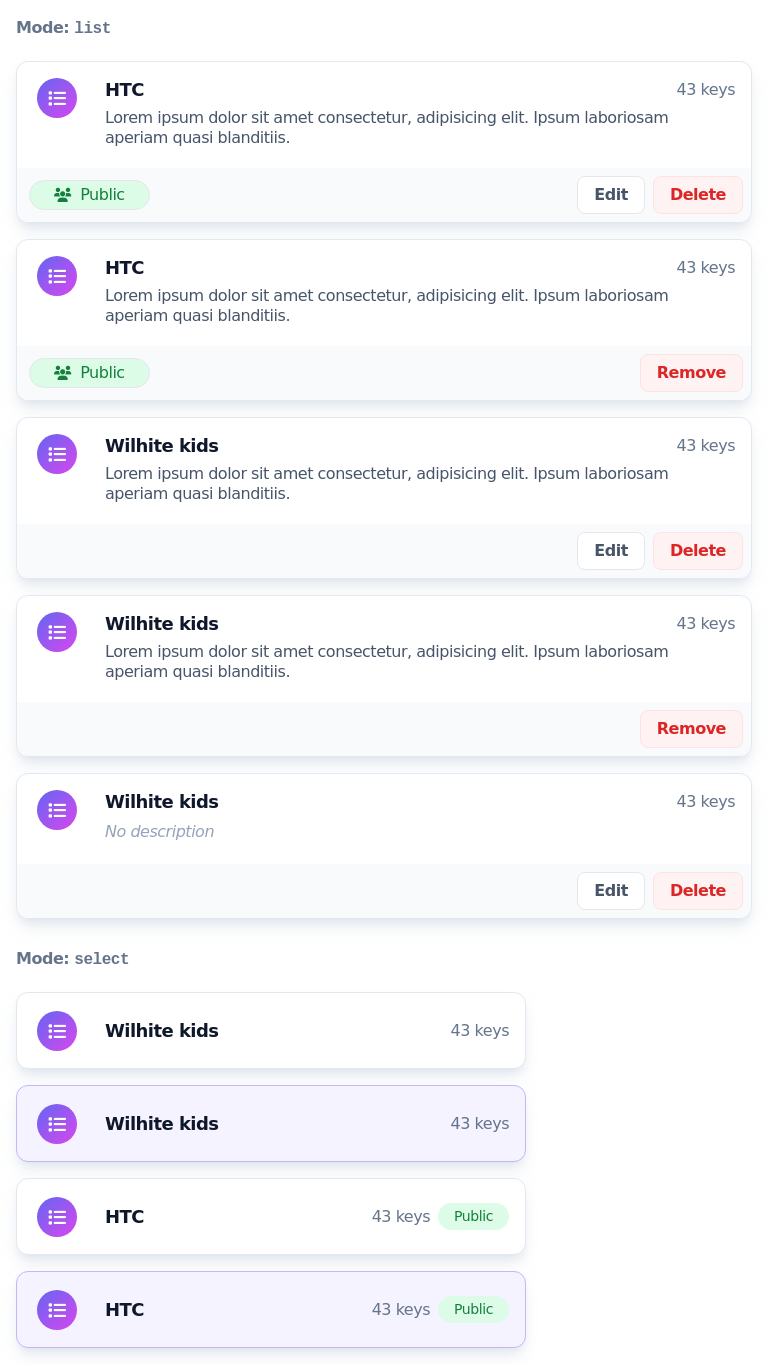 Mode: list
HTC
43 keys
Lorem ipsum dolor sit amet consectetur, adipisicing elit. Ipsum laboriosam
aperiam quasi blanditiis.
Public
Edit
Delete
HTC
43 keys
Lorem ipsum dolor sit amet consectetur, adipisicing elit. Ipsum laboriosam
aperiam quasi blanditiis.
Public
Remove
Wilhite kids
43 keys
Lorem ipsum dolor sit amet consectetur, adipisicing elit. Ipsum laboriosam
aperiam quasi blanditiis.
Edit
Delete
Wilhite kids
43 keys
Lorem ipsum dolor sit amet consectetur, adipisicing elit. Ipsum laboriosam
aperiam quasi blanditiis.
Remove
Wilhite kids
43 keys
No description
Edit
Delete
Mode: select
Wilhite kids
43 keys
Wilhite kids
43 keys
HTC
43 keys
Public
HTC
43 keys
Public